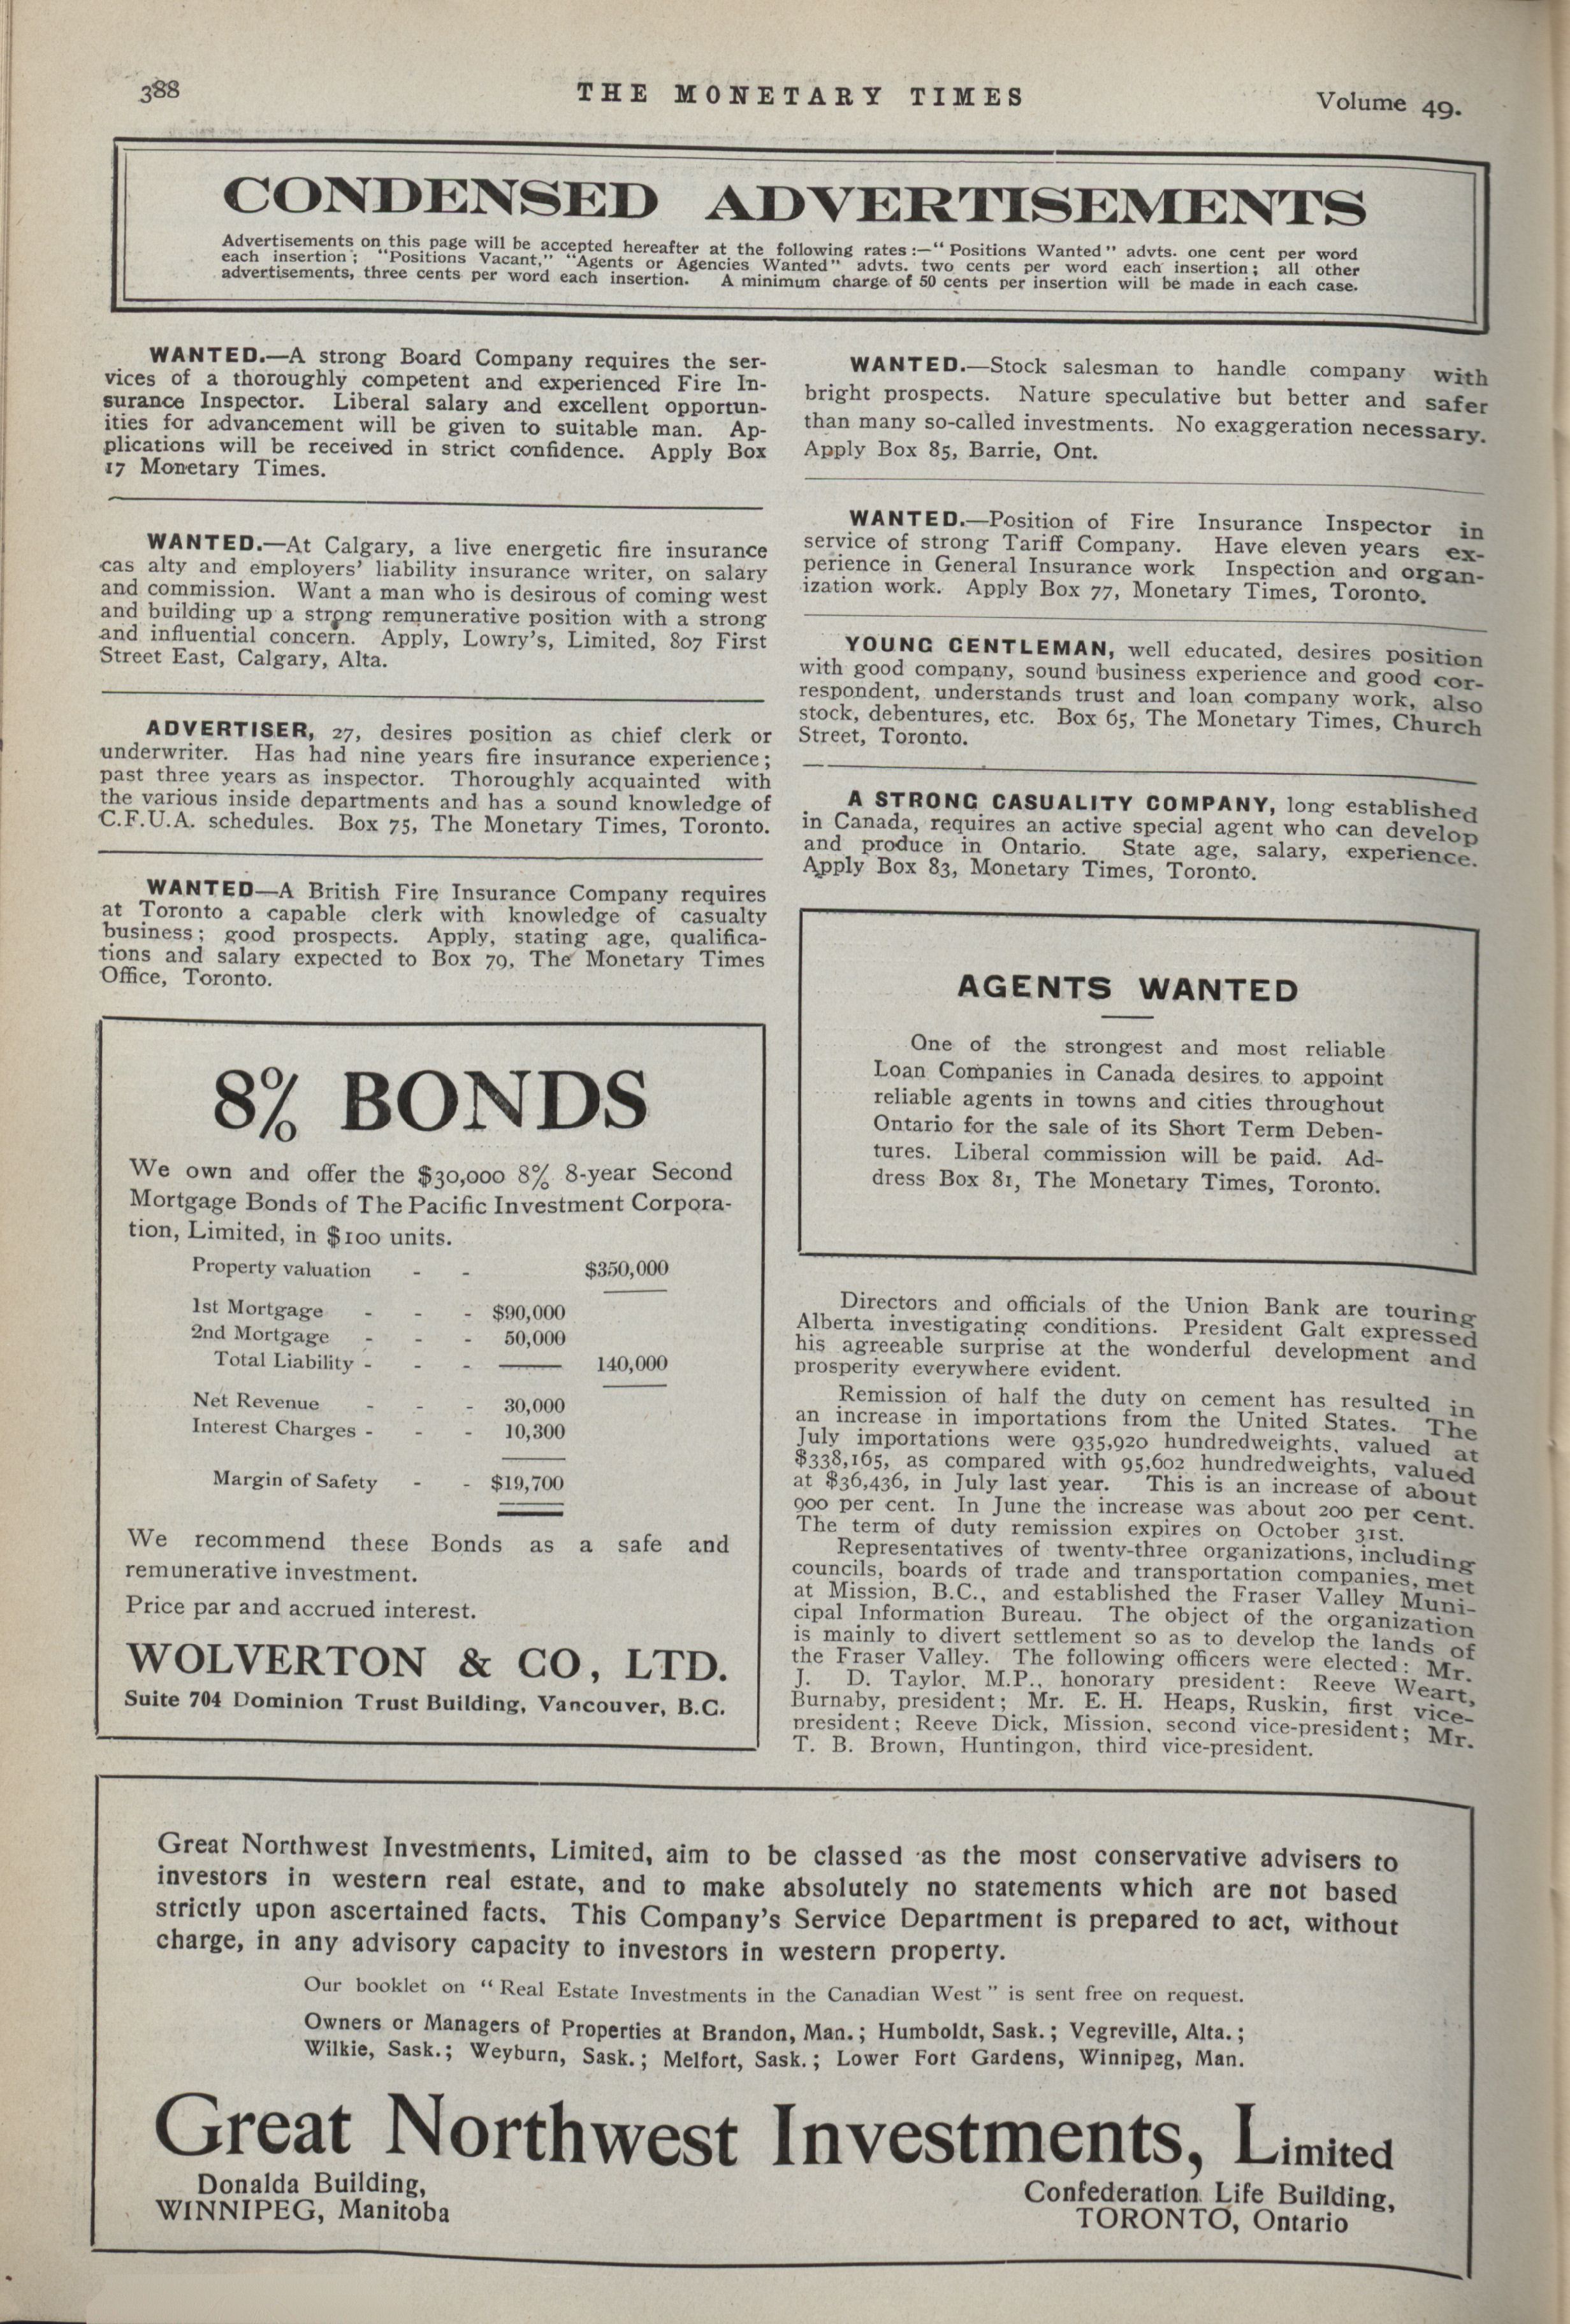 388
THE MONETARY TIMES
Volume 49.
CONDENSED ADVERTISEMENTS
Advertisements on this page will be accepted hereafter at the following rates :—“Positions Wanted” advts. one cent per word
each insertion; “Positions Vacant,” “Agents or Agencies Wanted” advts. two cents per word each insertion; all other
advertisements, three cents per word each insertion. A minimum charge of 50 cents per insertion will be made in each case.
WANTED.—A strong Board Company requires the ser-
vices of a thoroughly competent and experienced Fire In-
surance Inspector. Liberal salary and excellent opportun-
ities for advancement will be given to suitable man. Ap-
plications will be received in strict confidence. Apply Box
17 Monetary Times.
WANTED.—At Calgary, a live energetic fire insurance
cas alty and employers’ liability insurance writer, on salary
and commission. Want a man who is desirous of coming west
and building up a strong remunerative position with a strong
and influential concern. Apply, Lowry’s, Limited, 807 First
Street East, Calgary, Alta.
ADVERTISER, 27, desires position as chief clerk or
underwriter. Has had nine years fire insurance experience;
past three years as inspector. Thoroughly acquainted with
the various inside departments and has a sound knowledge of
C.F.U.A. schedules. Box 75, The Monetary Times, Toronto.
WANTED—A British Fire Insurance Company requires
at Toronto a capable clerk with knowledge of casualty
business; good prospects. Apply, stating age, qualifica-
tions and salary expected to Box 79, The Monetary Times
Office, Toronto.
8% BONDS
We own and offer the $30,000 8% 8-year Second
Mortgage Bonds of The Pacific Investment Corpora-
tion, Limited, in $100 units.
Property valuation - - $350,000
1st Mortgage - - - $90,000
2nd Mortgage - - - 50,000
Total Liability - - - 140,000
Net Revenue - - - 30,000
Interest Charges - - - 10,300
Margin of Safety - - $19,700
We recommend these Bonds as a safe and
remunerative investment.
Price par and accrued interest.
WOLVERTON & CO, LTD.
Suite 704 Dominion Trust Building, Vancouver, B.C.
WANTED.—Stock salesman to handle company with
bright prospects. Nature speculative but better and safer
than many so-called investments. No exaggeration necessary.
Apply Box 85, Barrie, Ont.
WANTED.—Position of Fire Insurance Inspector in
service of strong Tariff Company. Have eleven years ex-
perience in General Insurance work Inspection and organ-
ization work. Apply Box 77, Monetary Times, Toronto.
YOUNG GENTLEMAN, well educated, desires position
with good company, sound business experience and good cor-
respondent, understands trust and loan company work, also
stock, debentures, etc. Box 65, The Monetary Times, Church
Street, Toronto.
A STRONG CASUALITY COMPANY, long established
in Canada, requires an active special agent who can develop
and produce in Ontario. State age, salary, experience.
Apply Box 83, Monetary Times, Toronto.
AGENTS WANTED
One of the strongest and most reliable
Loan Companies in Canada desires to appoint
reliable agents in towns and cities throughout
Ontario for the sale of its Short Term Deben-
tures. Liberal commission will be paid. Ad-
dress Box 81, The Monetary Times, Toronto.
Directors and officials of the Union Bank are touring
Alberta investigating conditions. President Galt expressed
his agreeable surprise at the wonderful development and
prosperity everywhere evident.
Remission of half the duty on cement has resulted in
an increase in importations from the United States. The
July importations were 935,920 hundredweights, valued at
$338,165, as compared with 95,602 hundredweights, valued
at $36,436, in July last year. This is an increase of about
900 per cent. In June the increase was about 200 per cent.
The term of duty remission expires on October 31st.
Representatives of twenty-three organizations, including
councils, boards of trade and transportation companies, met
at Mission, B.C., and established the Fraser Valley Muni-
cipal Information Bureau. The object of the organization
is mainly to divert settlement so as to develop the lands of
the Fraser Valley. The following officers were elected: Mr.
J. D. Taylor, M.P., honorary president: Reeve Weart,
Burnaby, president; Mr. E. H. Heaps, Ruskin, first vice-
president; Reeve Dick, Mission, second vice-president; Mr.
T. B. Brown, Huntingon, third vice-president.
Great Northwest Investments, Limited, aim to be classed as the most conservative advisers to
investors in western real estate, and to make absolutely no statements which are not based
strictly upon ascertained facts. This Company’s Service Department is prepared to act, without
charge, in any advisory capacity to investors in western property.
Our booklet on “Real Estate Investments in the Canadian West” is sent free on request.
Owners or Managers of Properties at Brandon, Man.; Humboldt, Sask.; Vegreville, Alta.;
Wilkie, Sask.; Weyburn, Sask.; Melfort, Sask.; Lower Fort Gardens, Winnipeg, Man.
Great Northwest Investments, Limited
Donalda Building,
WINNIPEG, Manitoba
Confederation Life Building,
TORONTO, Ontario